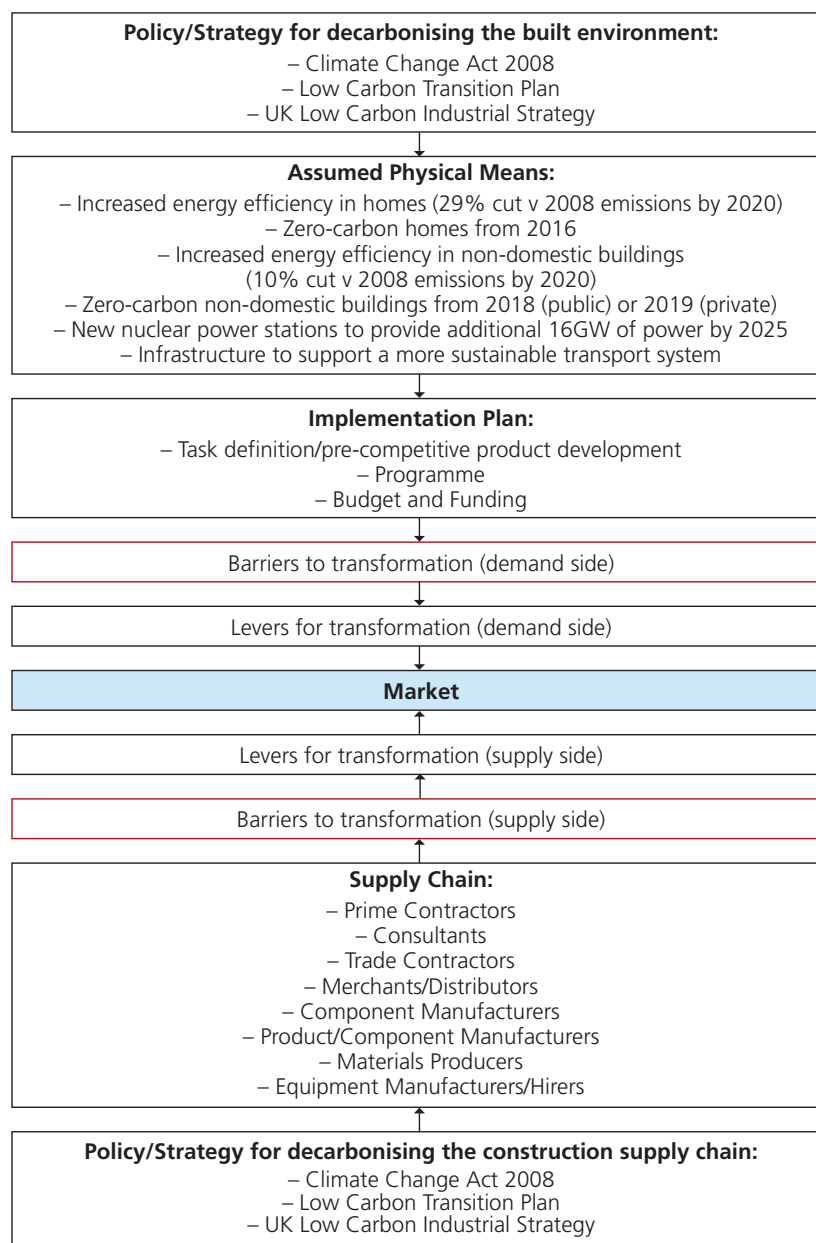 Policy/Strategy for decarbonising the built environment:
– Climate Change Act 2008
– Low Carbon Transition Plan
– UK Low Carbon Industrial Strategy
Assumed Physical Means:
– Increased energy efficiency in homes (29% cut v 2008 emissions by 2020)
– Zero-carbon homes from 2016
– Increased energy efficiency in non-domestic buildings
(10% cut v 2008 emissions by 2020)
– Zero-carbon non-domestic buildings from 2018 (public) or 2019 (private)
– New nuclear power stations to provide additional 16GW of power by 2025
– Infrastructure to support a more sustainable transport system
Implementation Plan:
– Task definition/pre-competitive product development
– Programme
– Budget and Funding
Barriers to transformation (demand side)
Levers for transformation (demand side)
Market
Levers for transformation (supply side)
Barriers to transformation (supply side)
Supply Chain:
– Prime Contractors
– Consultants
– Trade Contractors
– Merchants/Distributors
– Component Manufacturers
– Product/Component Manufacturers
– Materials Producers
– Equipment Manufacturers/Hirers
Policy/Strategy for decarbonising the construction supply chain:
– Climate Change Act 2008
– Low Carbon Transition Plan
– UK Low Carbon Industrial Strategy